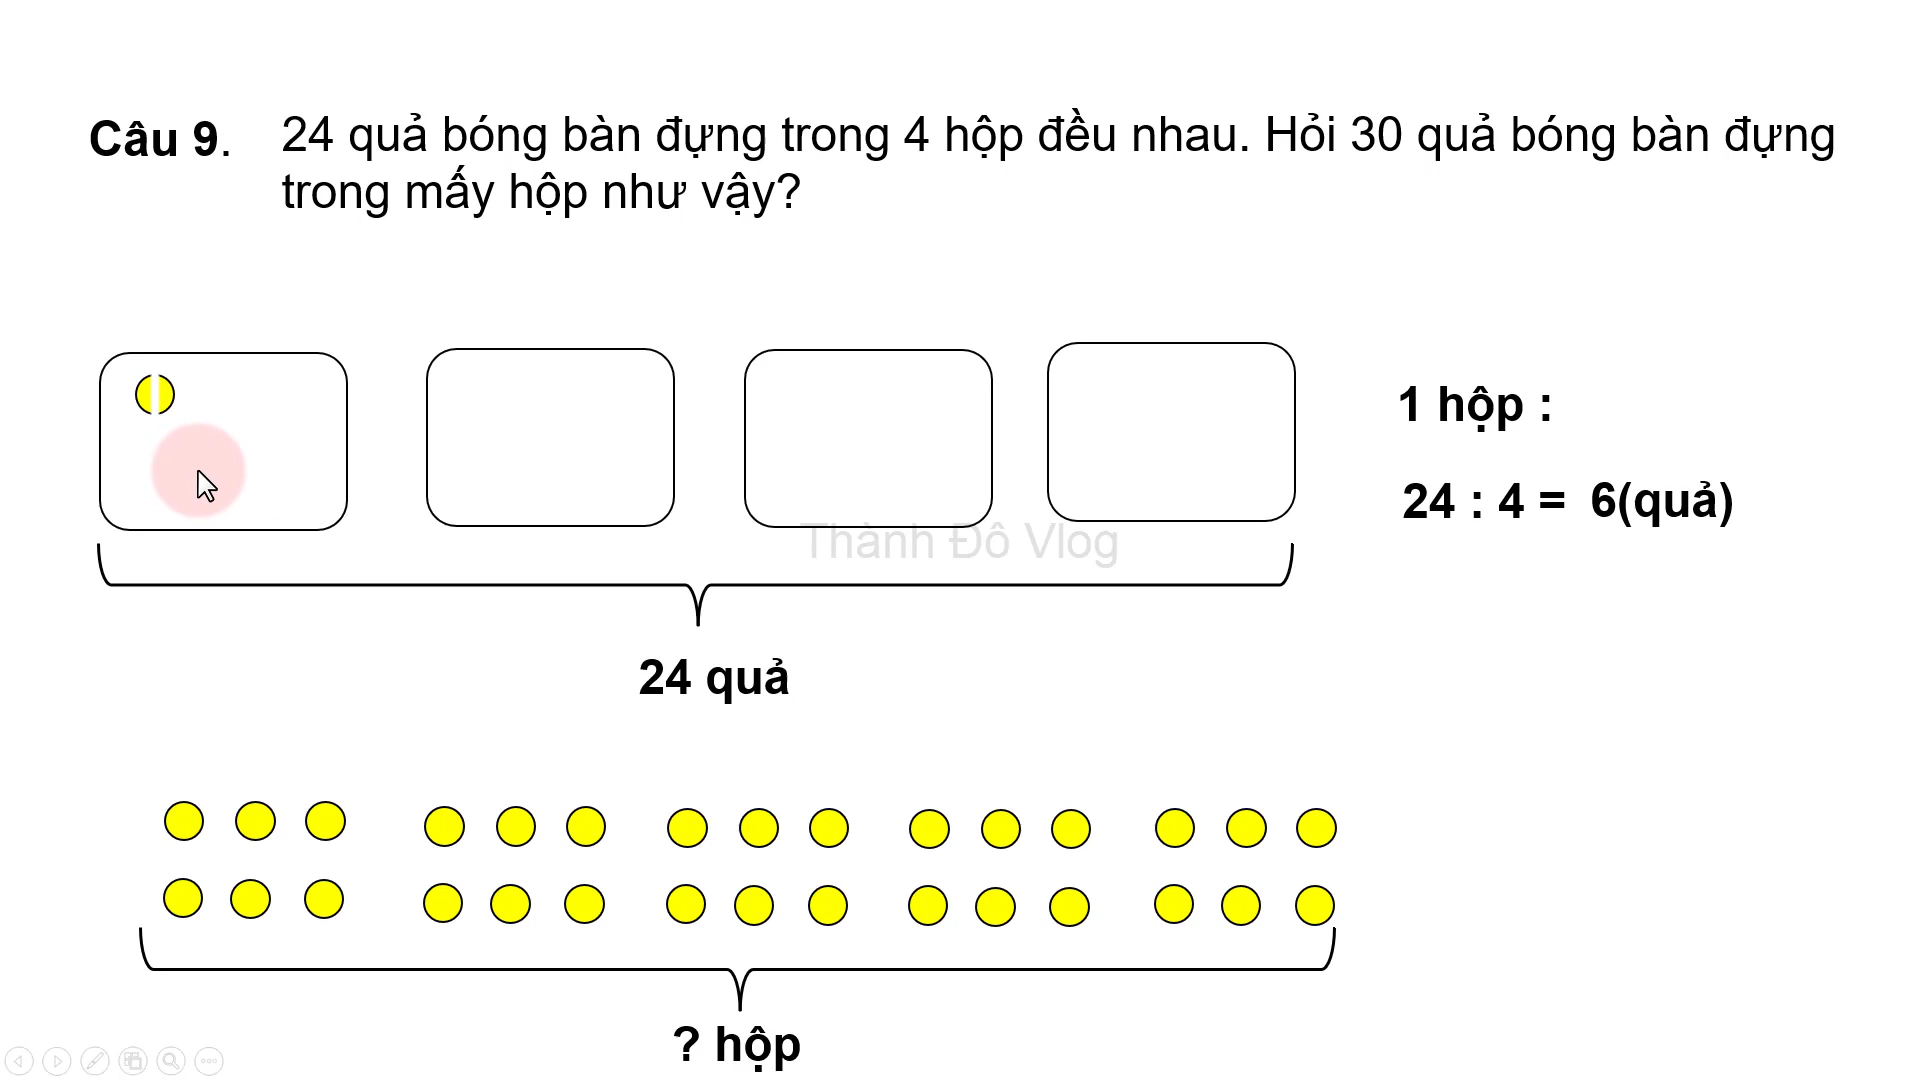 Câu 9. 24 quả bóng bàn đựng trong 4 hộp đều nhau. Hỏi 30 quả bóng bàn đựng
trong mấy hộp như vậy?
1 hộp :
24 : 4 = 6(quả)
Thành Đô Vlog
24 quả
? hộp